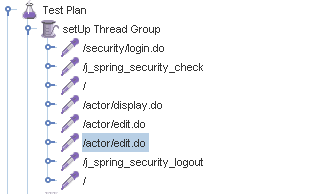 Test Plan
setUp Thread Group
/security/login.do
/j_spring_security_check
/
/actor/display.do
/actor/edit.do
/actor/edit.do
/j_spring_security_logout
/